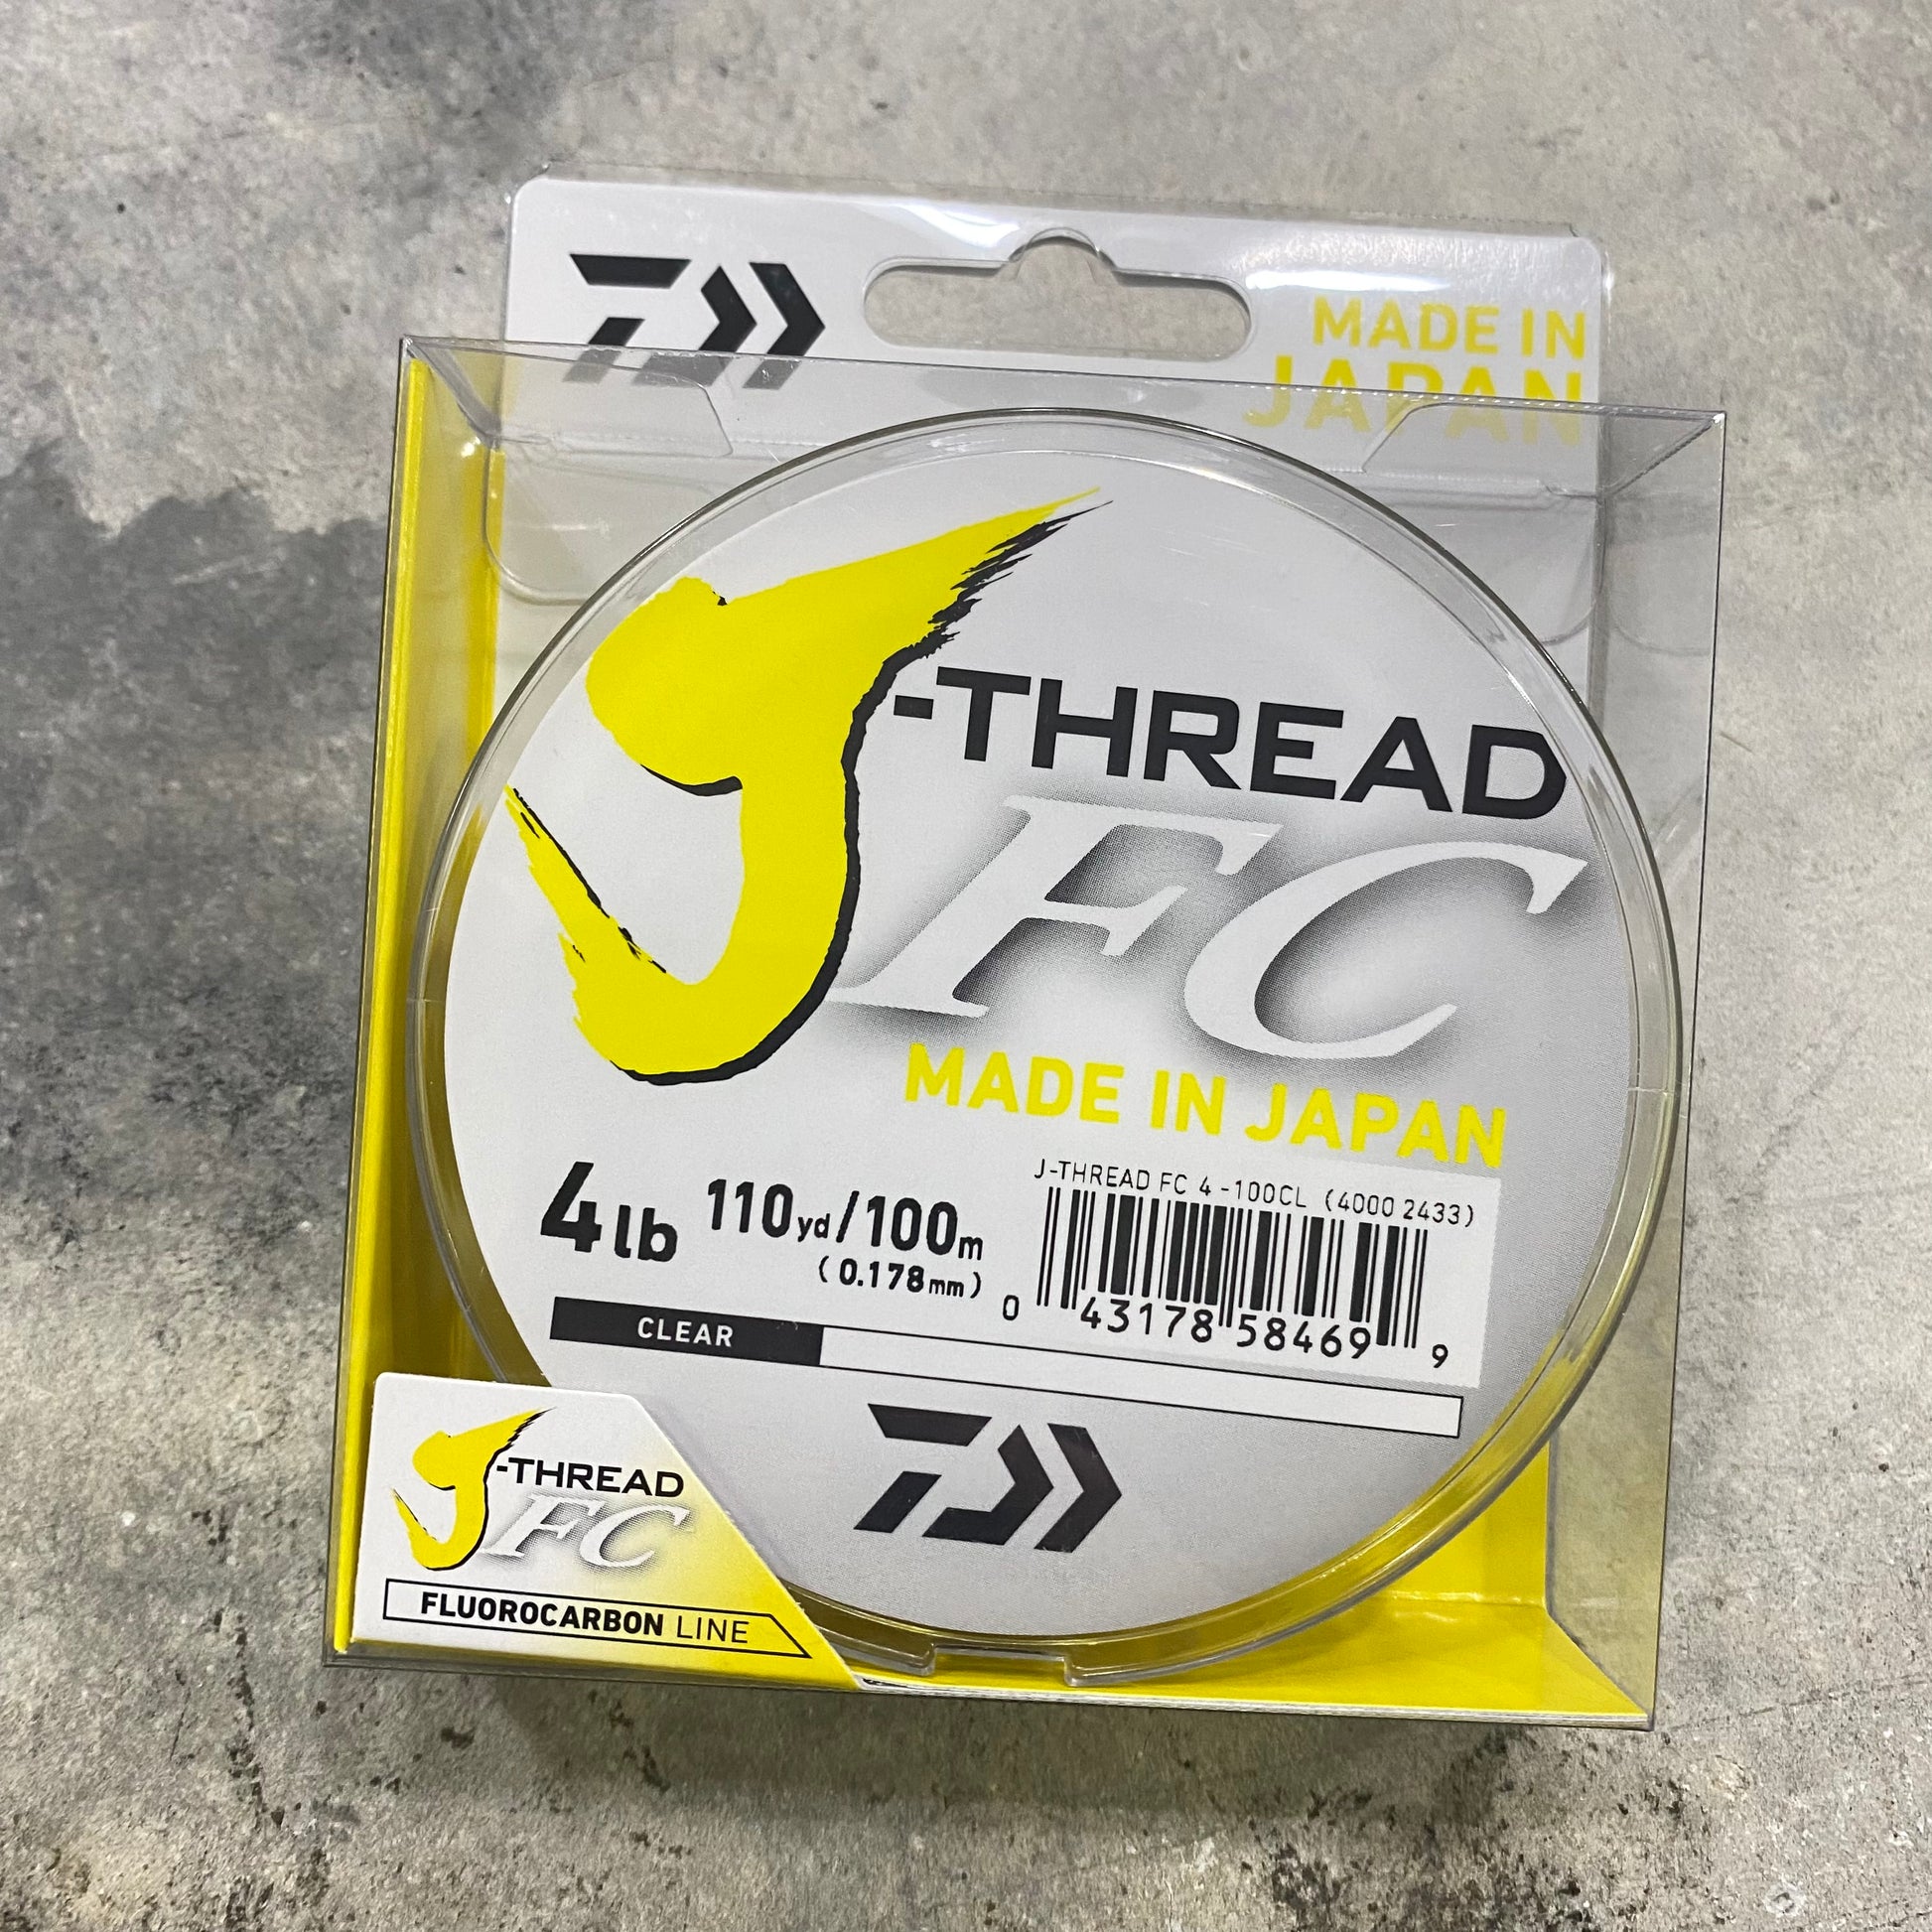 MADE IN
JAPAN
J-THREAD
FC
MADE IN JAPAN
4lb 110yd/100m
(0.178mm)
J-THREAD FC 4-100CL (4000 2433)
0 43178 58469 9
CLEAR
J-THREAD
FC
FLUOROCARBON LINE